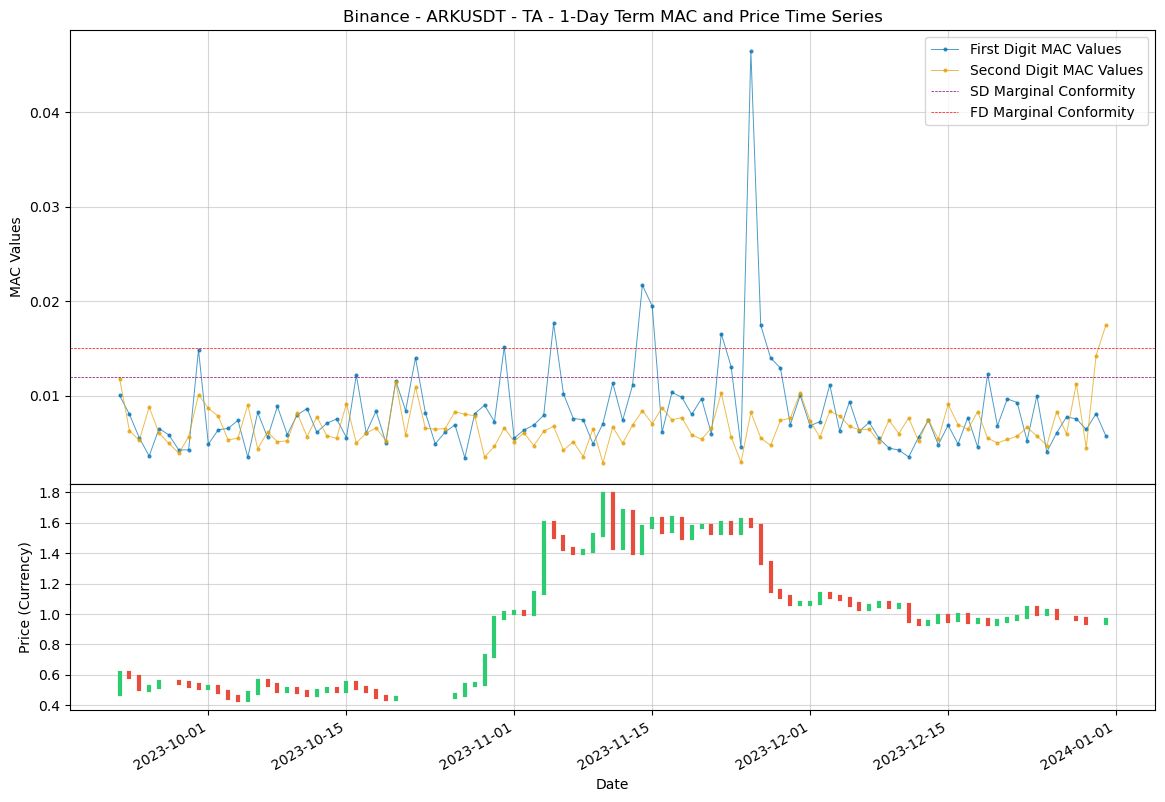 Binance - ARKUSDT - TA - 1-Day Term MAC and Price Time Series
First Digit MAC Values
Second Digit MAC Values
SD Marginal Conformity
FD Marginal Conformity
MAC Values
0.04
0.03
0.02
0.01
Price (Currency)
1.8
1.6
1.4
1.2
1.0
0.8
0.6
0.4
2023-10-01
2023-10-15
2023-11-01
2023-11-15
2023-12-01
2023-12-15
2024-01-01
Date